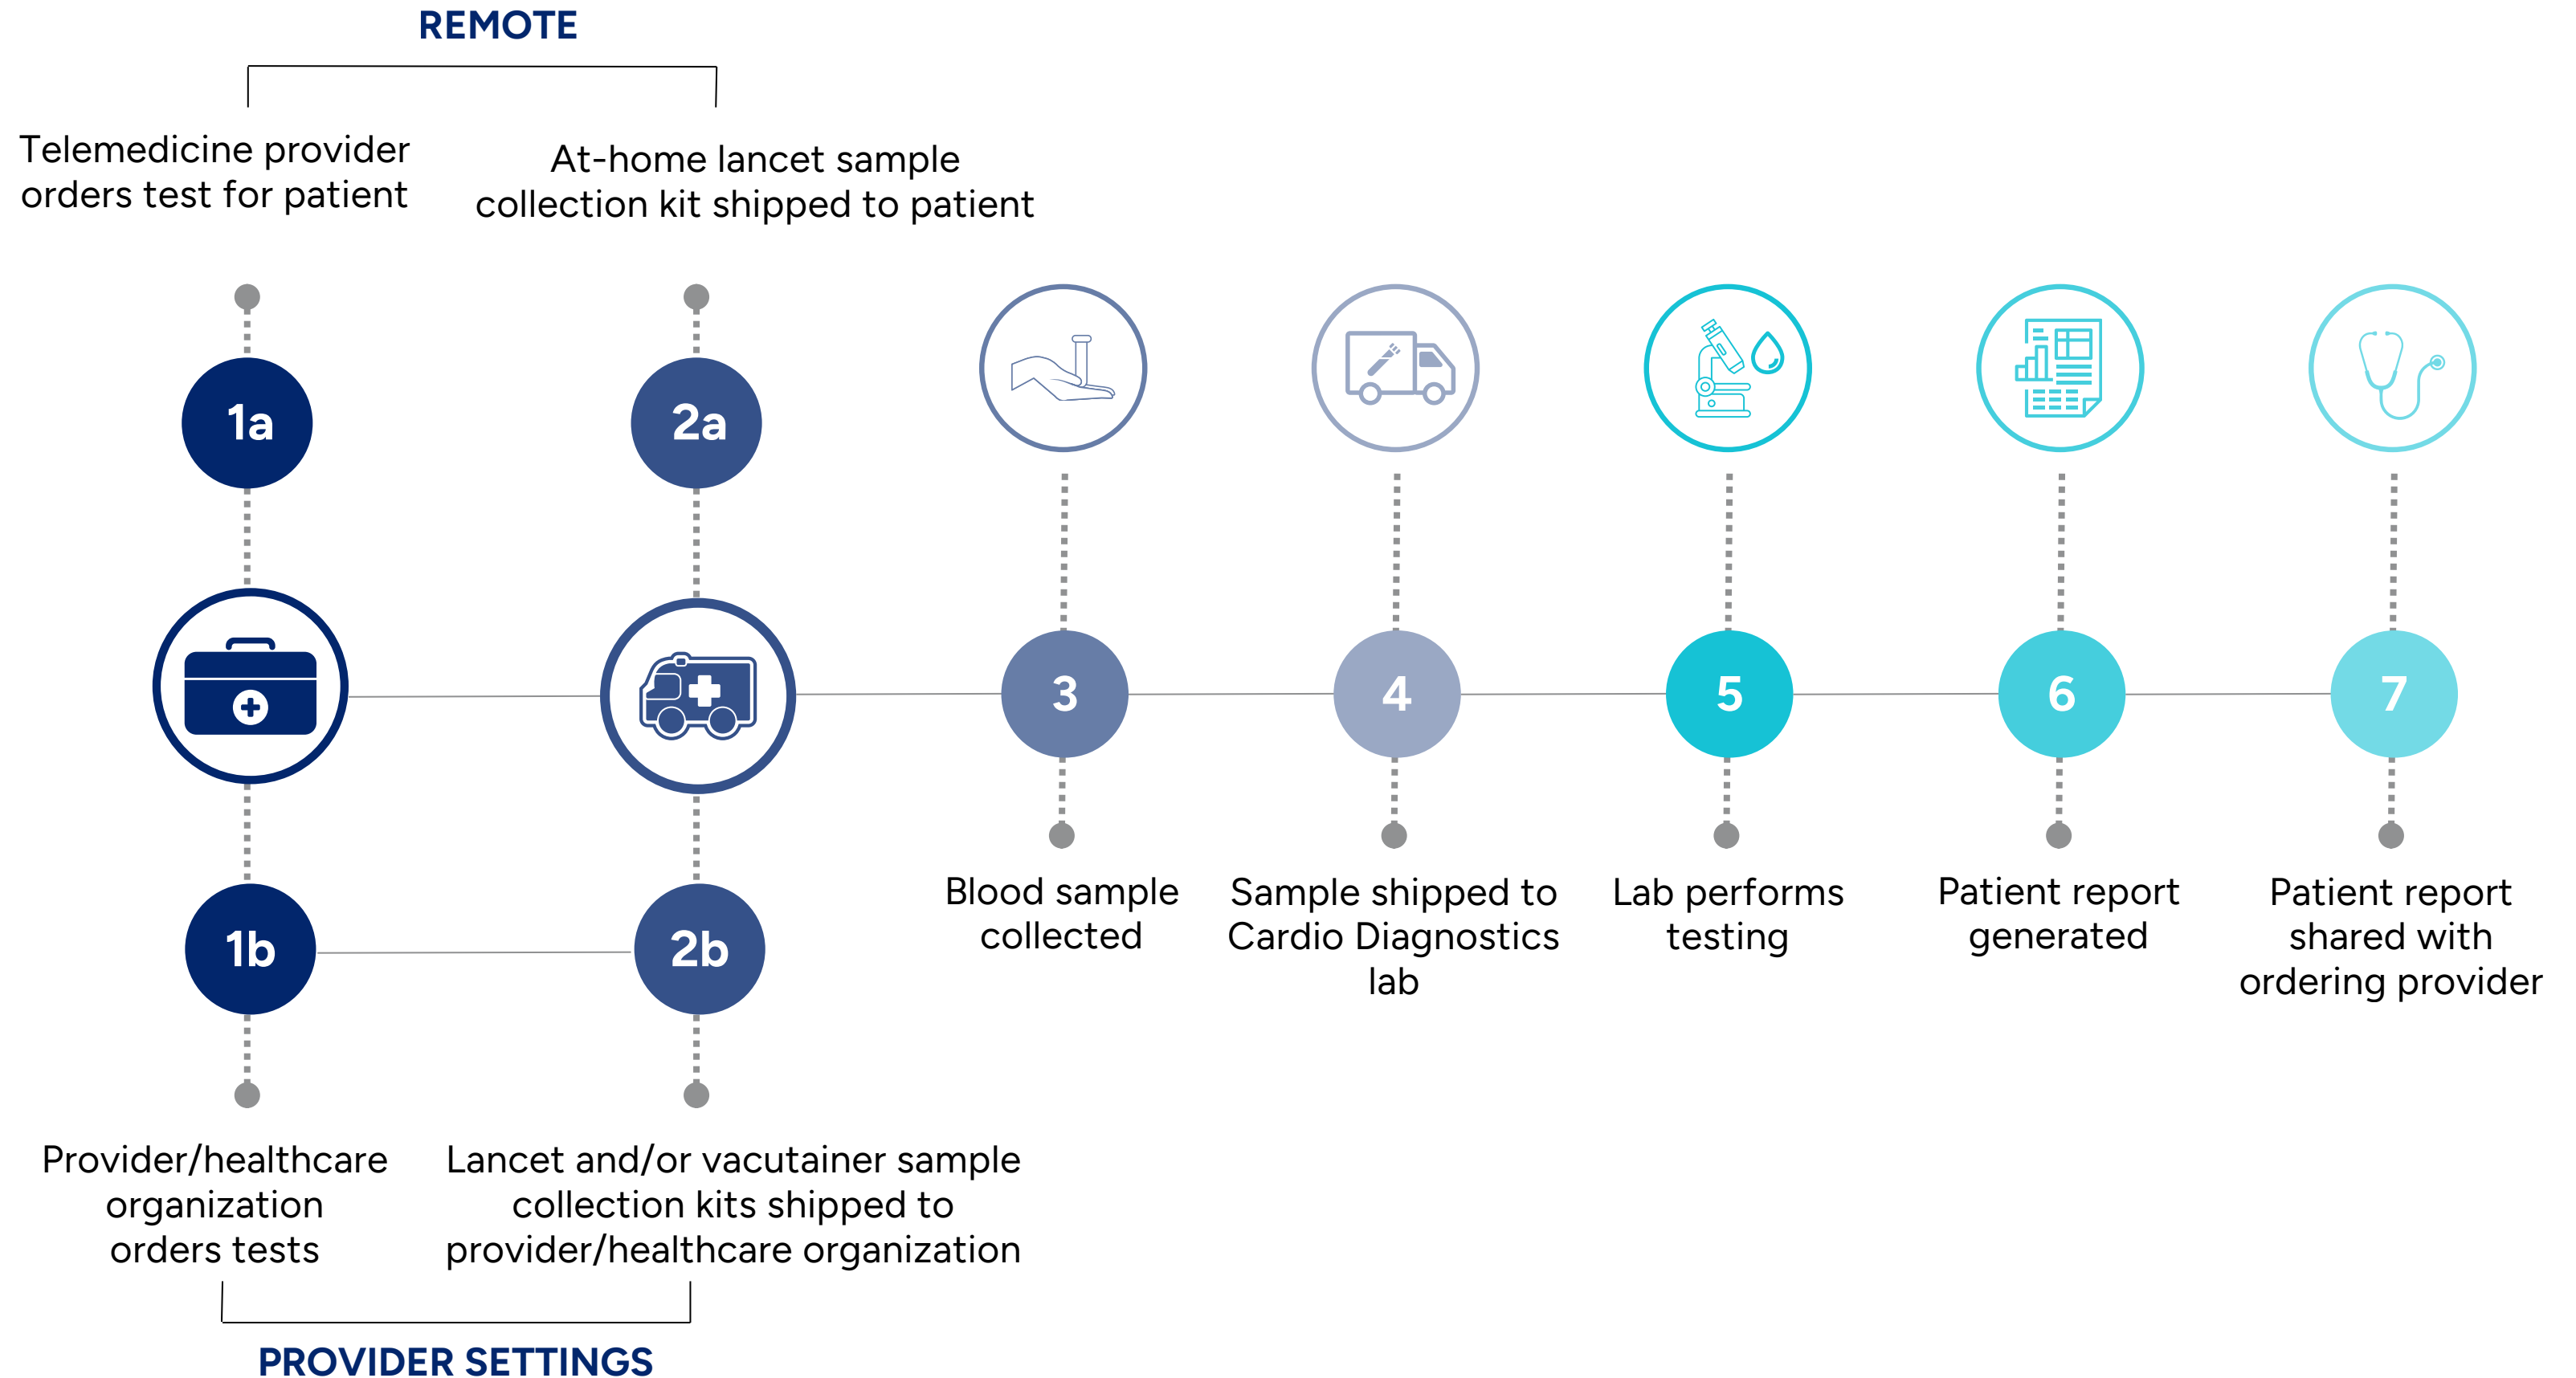 REMOTE
Telemedicine provider
orders test for patient
At-home lancet sample
collection kit shipped to patient
1a
2a
3
4
5
6
7
Blood sample
collected
Sample shipped to
Cardio Diagnostics
lab
Lab performs
testing
Patient report
generated
Patient report
shared with
ordering provider
1b
2b
Provider/healthcare
organization
orders tests
Lancet and/or vacutainer sample
collection kits shipped to
provider/healthcare organization
PROVIDER SETTINGS